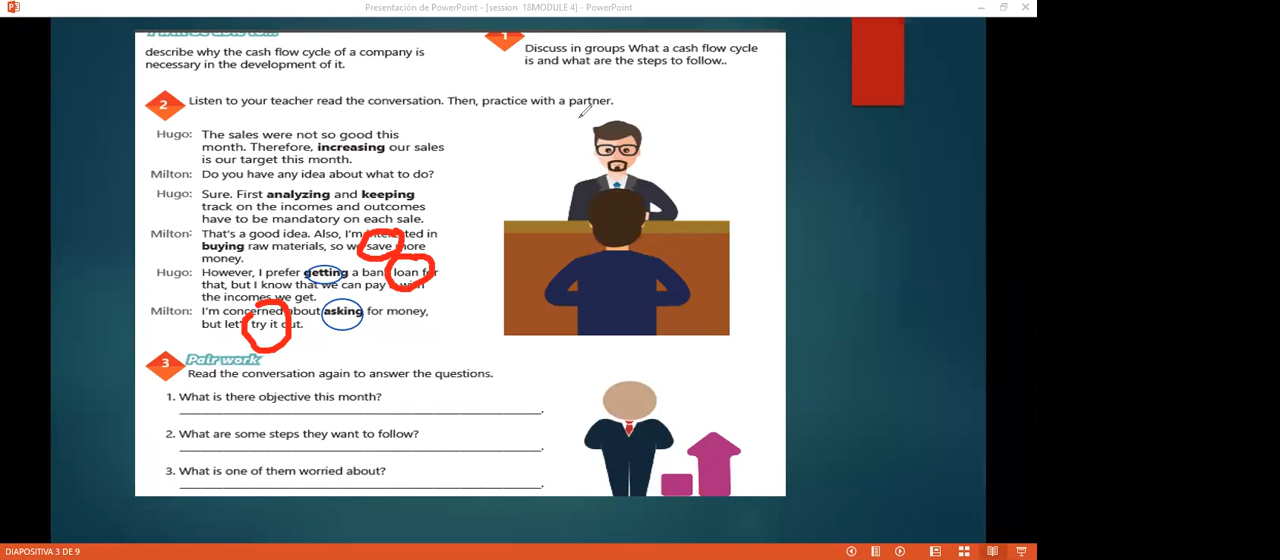 Presentación de PowerPoint - [session 18MODULE 4] - PowerPoint
describe why the cash flow cycle of a company is
necessary in the development of it.
1
Discuss in groups What a cash flow cycle
is and what are the steps to follow..
2
Listen to your teacher read the conversation. Then, practice with a partner.
Hugo: The sales were not so good this
month. Therefore, increasing our sales
is our target this month.
Milton: Do you have any idea about what to do?
Hugo: Sure. First analyzing and keeping
track on the incomes and outcomes
have to be mandatory on each sale.
Milton: That's a good idea. Also, I'm interested in
buying raw materials, so we save more
money.
Hugo: However, I prefer getting a bank loan for
that, but I know that we can pay it with
the incomes we get.
Milton: I'm concerned about asking for money,
but let's try it out.
3
Pair work
Read the conversation again to answer the questions.
1. What is there objective this month?
2. What are some steps they want to follow?
3. What is one of them worried about?
DIAPOSITIVA 3 DE 9